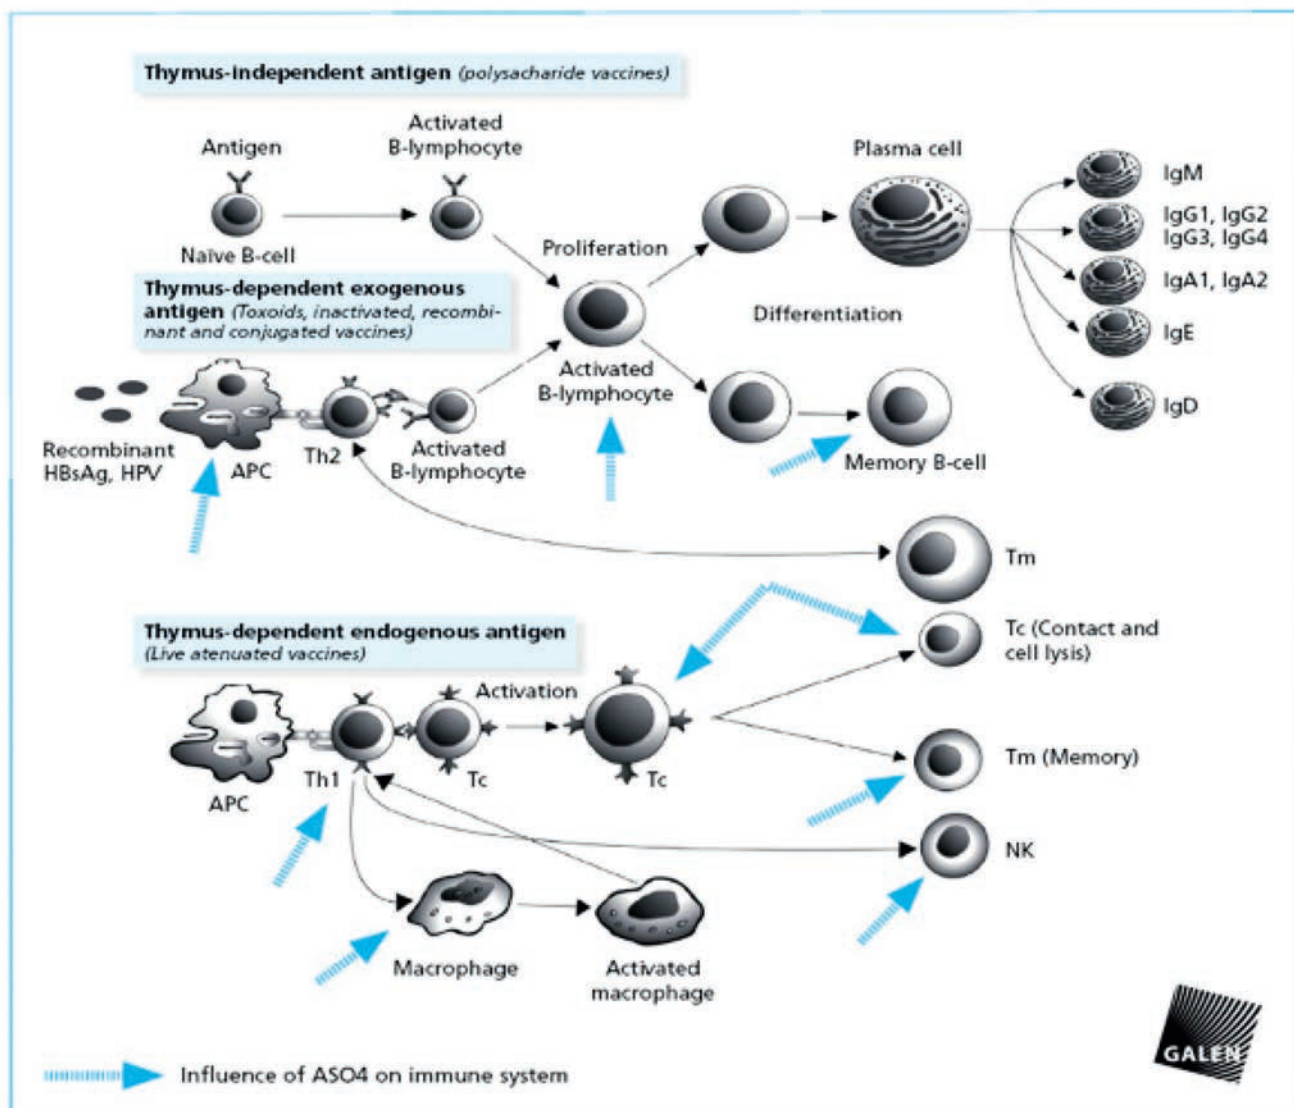 Thymus-independent antigen (polysacharide vaccines)
Antigen
Activated
B-lymphocyte
Naïve B-cell
Proliferation
Plasma cell
IgM
IgG1, IgG2
IgG3, IgG4
IgA1, IgA2
IgE
IgD
Thymus-dependent exogenous
antigen (Toxoids, inactivated, recombi-
nant and conjugated vaccines)
Differentiation
Activated
B-lymphocyte
Recombinant
HBsAg, HPV
APC
Th2
Activated
B-lymphocyte
Memory B-cell
Tm
Thymus-dependent endogenous antigen
(Live atenuated vaccines)
Tc (Contact and
cell lysis)
Activation
APC
Th1
Tc
Tc
Tm (Memory)
NK
Macrophage
Activated
macrophage
GALEN
Influence of ASO4 on immune system